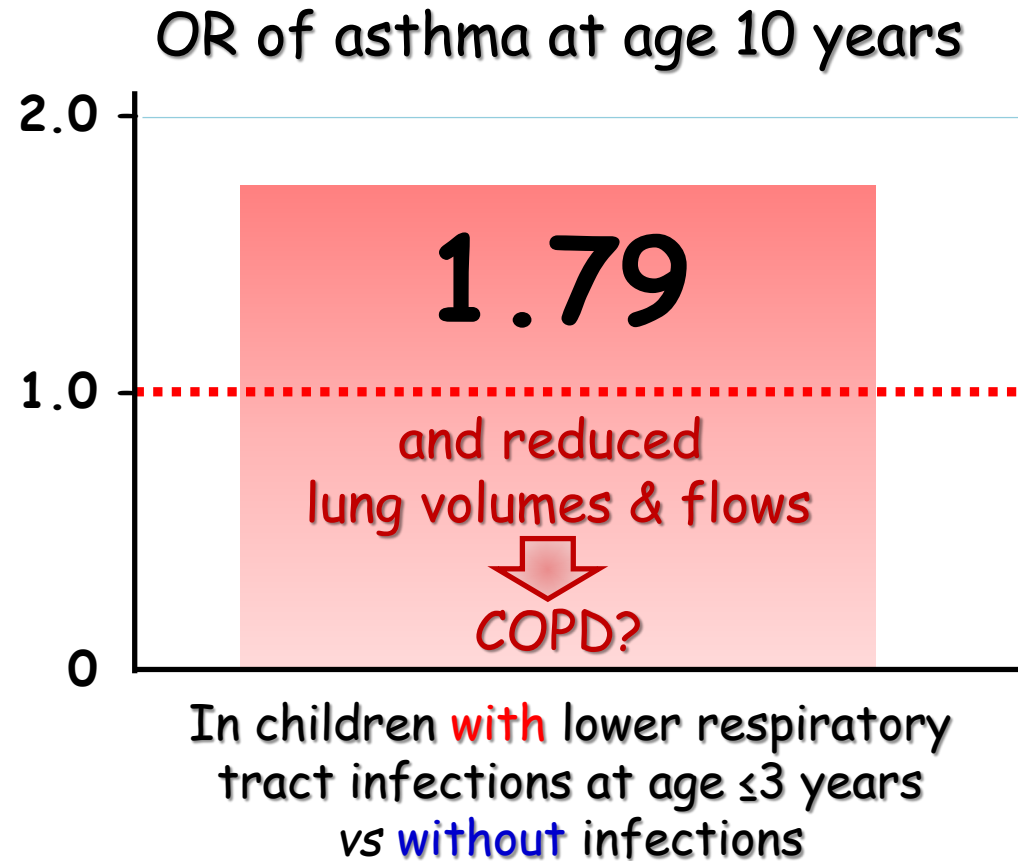 OR of asthma at age 10 years
2.0
1.79
1.0
and reduced
lung volumes & flows
COPD?
0
In children with lower respiratory
tract infections at age ≤3 years
vs without infections